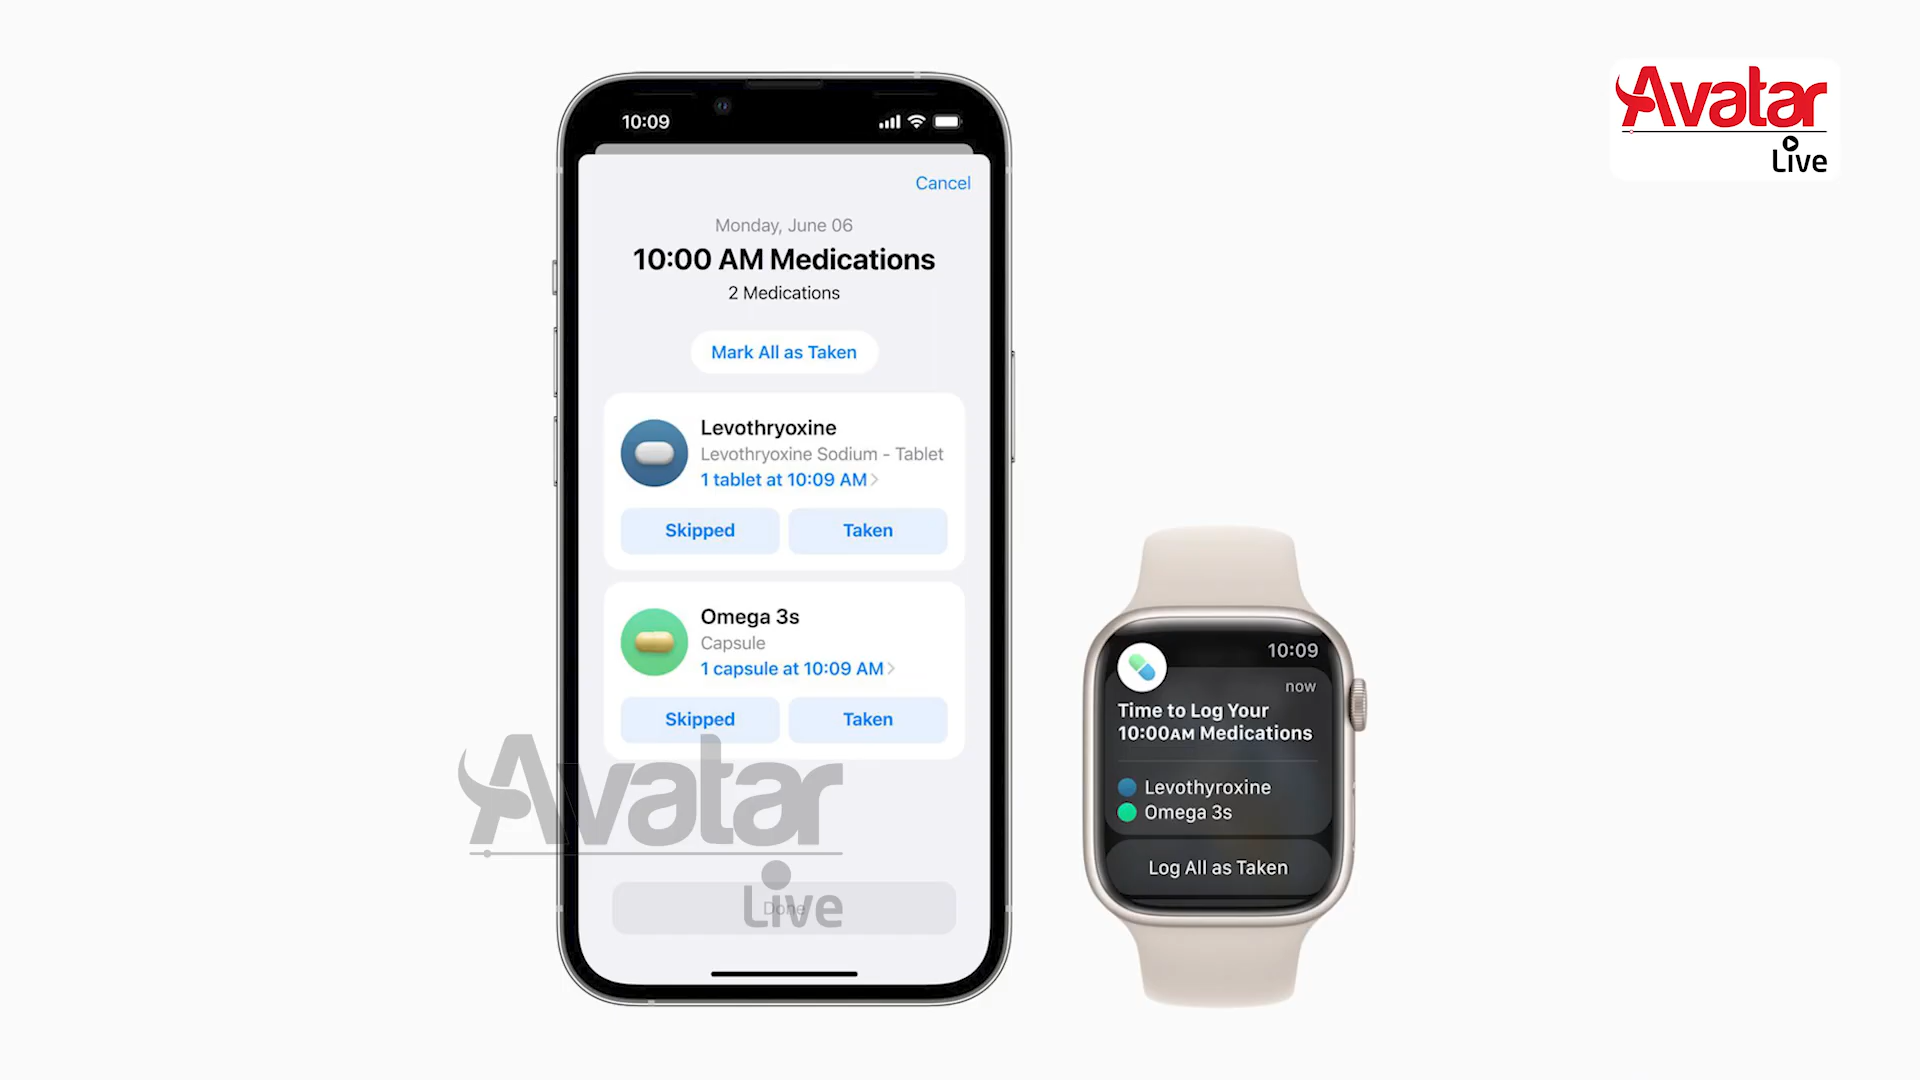 Avatar
Live
10:09
Cancel
Monday, June 06
10:00 AM Medications
2 Medications
Mark All as Taken
Levothryoxine
Levothryoxine Sodium - Tablet
1 tablet at 10:09 AM
Skipped
Taken
Omega 3s
Capsule
1 capsule at 10:09 AM
Skipped
Taken
Avatar
Live
Done
10:09
now
Time to Log Your
10:00AM Medications
Levothyroxine
Omega 3s
Log All as Taken